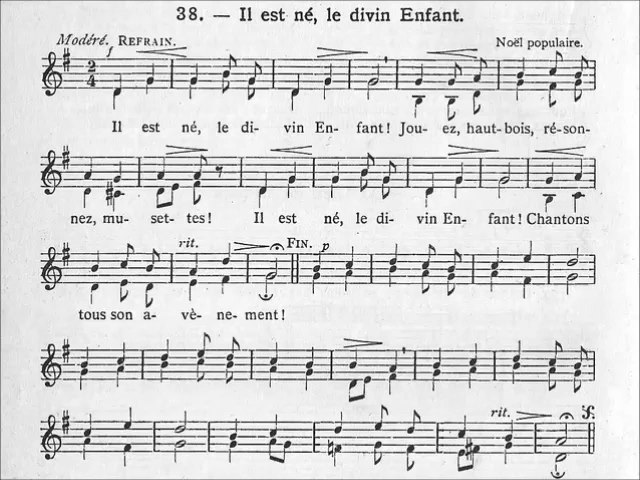 38. — Il est né, le divin Enfant.
Modéré. REFRAIN. Noël populaire.
f
2
4
Il est né, le di- vin En- fant! Jou- ez, haut-bois, ré-son-
nez, mu- set- tes! Il est né, le di- vin En- fant! Chantons
rit. FIN. p
tous son a- vè- ne- ment!
rit.